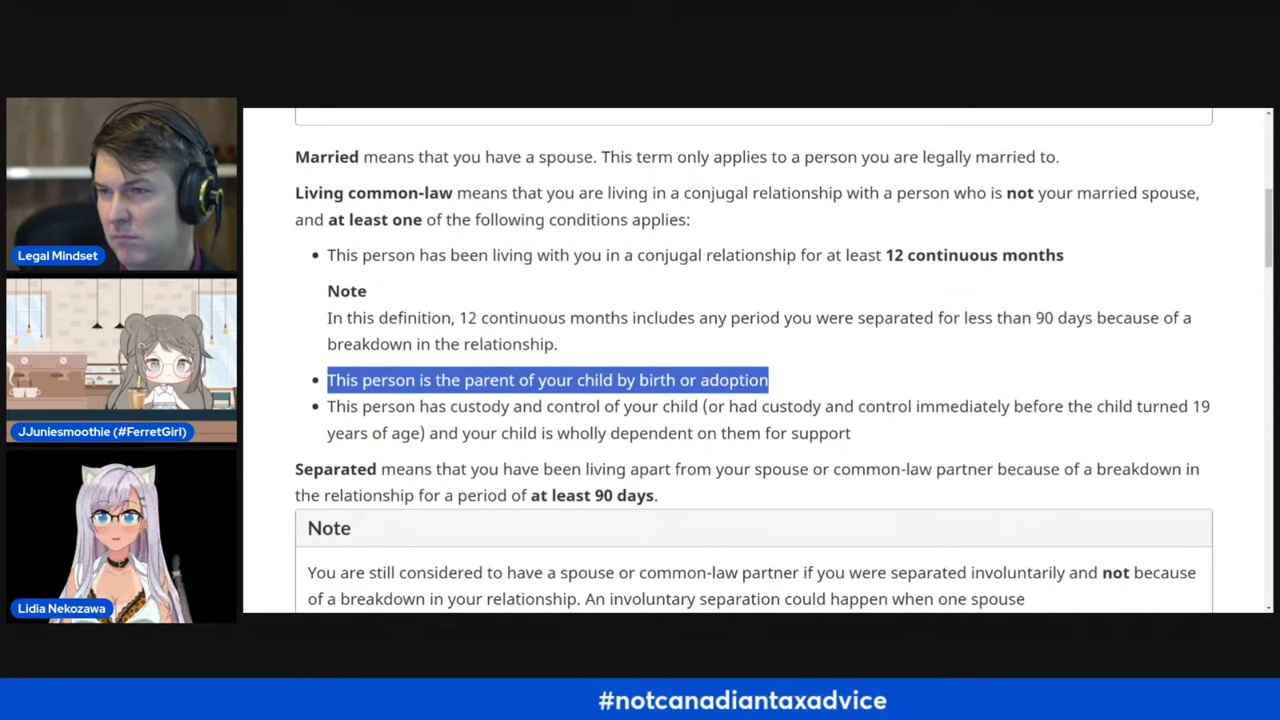 Legal Mindset
JJuniesmoothie (#FerretGirl)
Lidia Nekozawa
Married means that you have a spouse. This term only applies to a person you are legally married to.
Living common-law means that you are living in a conjugal relationship with a person who is not your married spouse,
and at least one of the following conditions applies:
• This person has been living with you in a conjugal relationship for at least 12 continuous months
Note
In this definition, 12 continuous months includes any period you were separated for less than 90 days because of a
breakdown in the relationship.
• This person is the parent of your child by birth or adoption
• This person has custody and control of your child (or had custody and control immediately before the child turned 19
years of age) and your child is wholly dependent on them for support
Separated means that you have been living apart from your spouse or common-law partner because of a breakdown in
the relationship for a period of at least 90 days.
Note
You are still considered to have a spouse or common-law partner if you were separated involuntarily and not because
of a breakdown in your relationship. An involuntary separation could happen when one spouse
#notcanadiantaxadvice